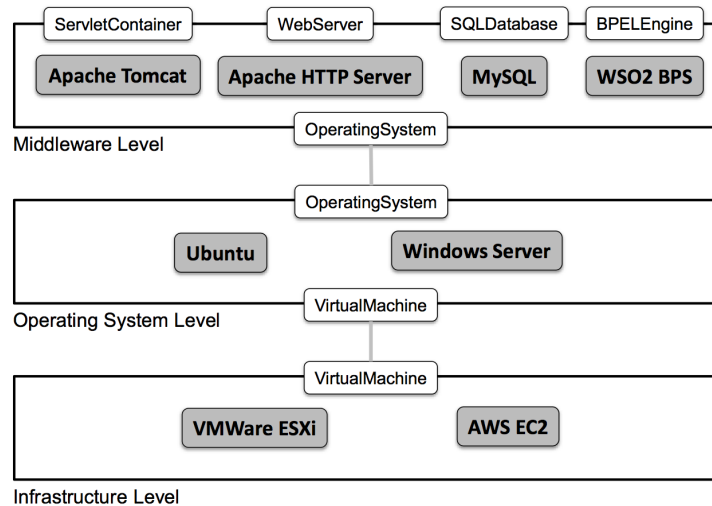 ServletContainer
WebServer
SQLDatabase
BPELEngine
Apache Tomcat
Apache HTTP Server
MySQL
WSO2 BPS
OperatingSystem
Middleware Level
OperatingSystem
Ubuntu
Windows Server
VirtualMachine
Operating System Level
VirtualMachine
VMWare ESXi
AWS EC2
Infrastructure Level